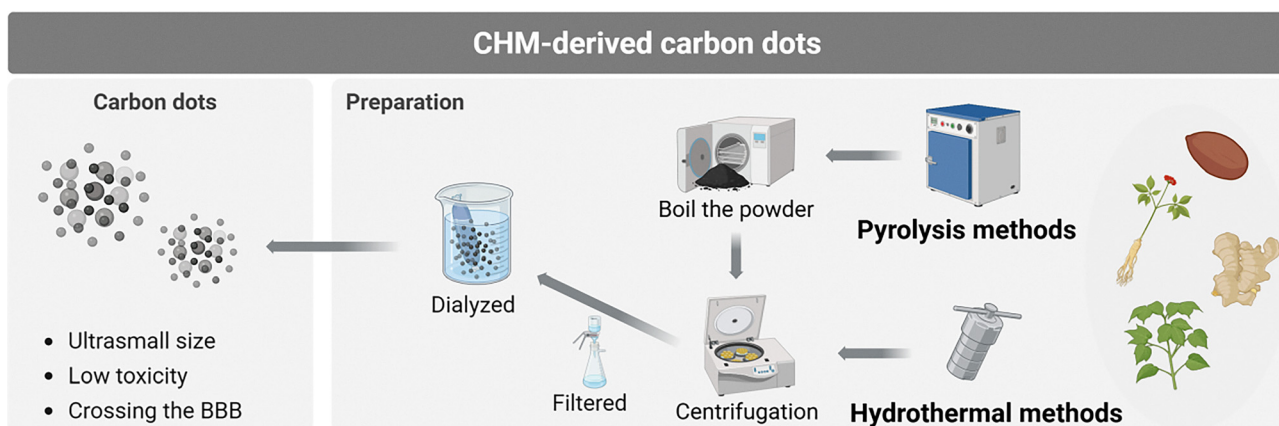 CHM-derived carbon dots
Carbon dots
Ultrasmall size
Low toxicity
Crossing the BBB
Preparation
Boil the powder
Pyrolysis methods
Dialyzed
Filtered
Centrifugation
Hydrothermal methods